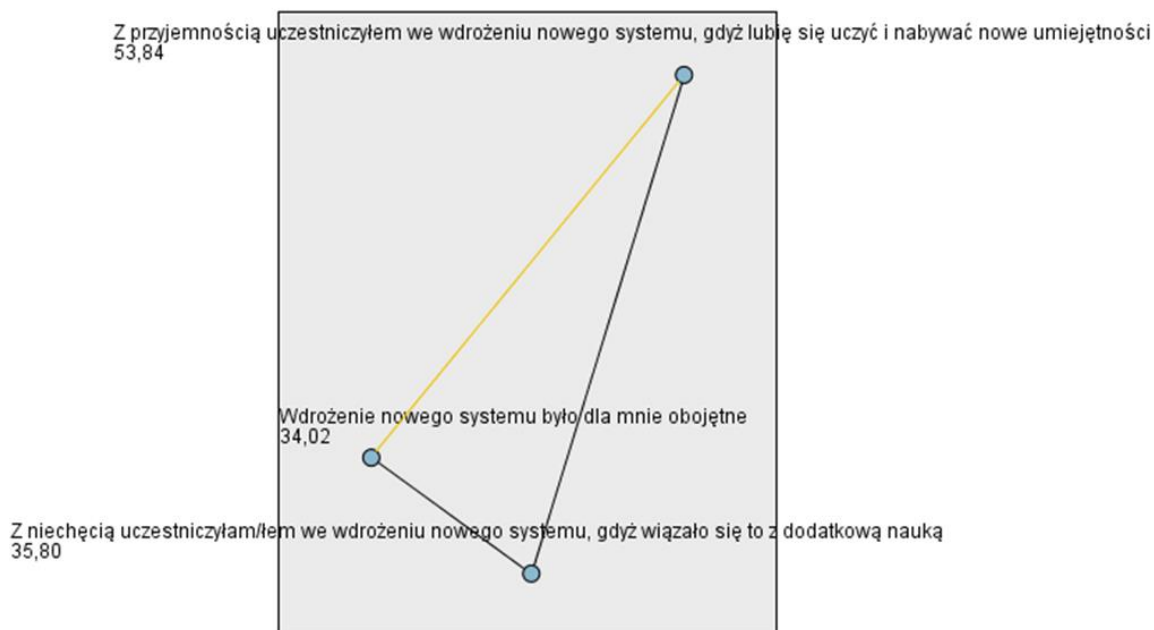 Z przyjemnością uczestniczyłem we wdrożeniu nowego systemu, gdyż lubię się uczyć i nabywać nowe umiejętności
53,84
Wdrożenie nowego systemu było dla mnie obojętne
34,02
Z niechęcią uczestniczyłam/łem we wdrożeniu nowego systemu, gdyż wiązało się to z dodatkową nauką
35,80